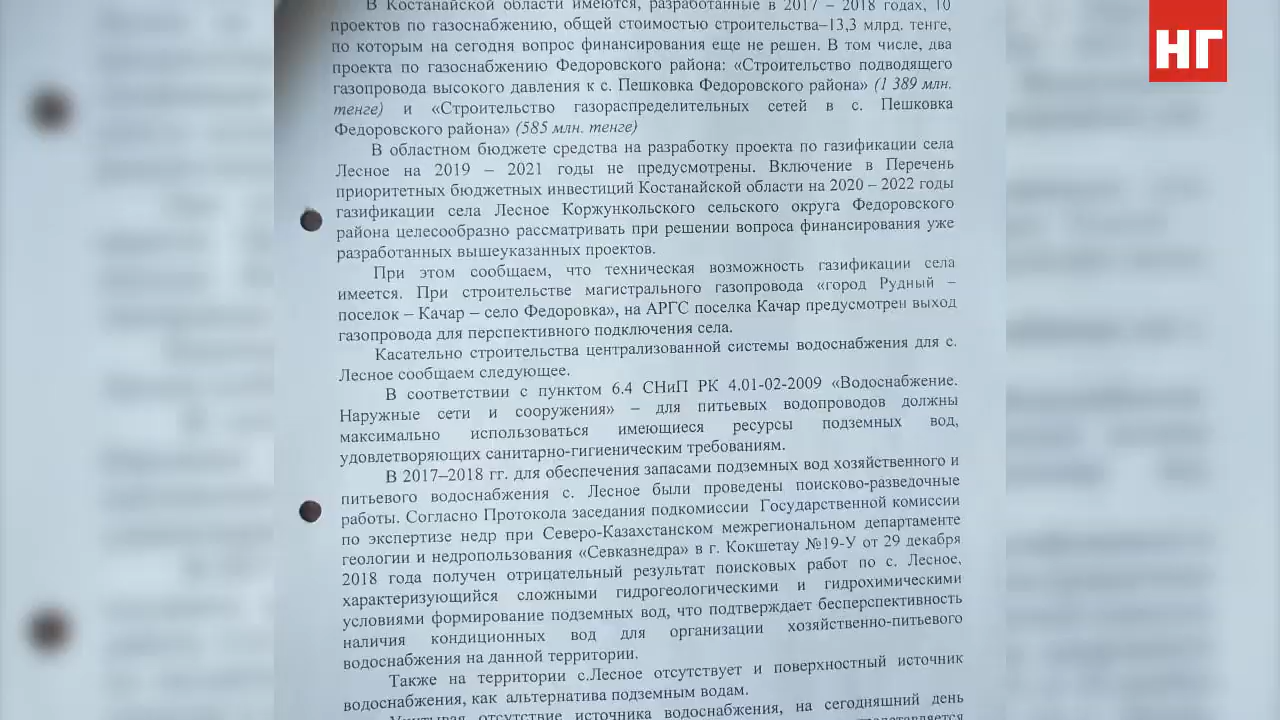 В Костанайской области имеются, разработанные в 2017 – 2018 годах, 10
проектов по газоснабжению, общей стоимостью строительства–13,3 млрд. тенге,
по которым на сегодня вопрос финансирования еще не решен. В том числе, два
проекта по газоснабжению Федоровского района: «Строительство подводящего
газопровода высокого давления к с. Пешковка Федоровского района» (1 389 млн.
тенге) и «Строительство газораспределительных сетей в с. Пешковка
Федоровского района» (585 млн. тенге)
В областном бюджете средства на разработку проекта по газификации села
Лесное на 2019 – 2021 годы не предусмотрены. Включение в Перечень
приоритетных бюджетных инвестиций Костанайской области на 2020 – 2022 годы
газификации села Лесное Коржункольского сельского округа Федоровского
района целесообразно рассматривать при решении вопроса финансирования уже
разработанных вышеуказанных проектов.
При этом сообщаем, что техническая возможность газификации села
имеется. При строительстве магистрального газопровода «город Рудный –
поселок – Качар – село Федоровка», на АРГС поселка Качар предусмотрен выход
газопровода для перспективного подключения села.
Касательно строительства централизованной системы водоснабжения для с.
Лесное сообщаем следующее.
В соответствии с пунктом 6.4 СНиП РК 4.01-02-2009 «Водоснабжение.
Наружные сети и сооружения» – для питьевых водопроводов должны
максимально использоваться имеющиеся ресурсы подземных вод,
удовлетворяющих санитарно-гигиеническим требованиям.
В 2017–2018 гг. для обеспечения запасами подземных вод хозяйственного и
питьевого водоснабжения с. Лесное были проведены поисково-разведочные
работы. Согласно Протокола заседания подкомиссии Государственной комиссии
по экспертизе недр при Северо-Казахстанском межрегиональном департаменте
геологии и недропользования «Севказнедра» в г. Кокшетау №19-У от 29 декабря
2018 года получен отрицательный результат поисковых работ по с. Лесное,
характеризующийся сложными гидрогеологическими и гидрохимическими
условиями формирование подземных вод, что подтверждает бесперспективность
наличия кондиционных вод для организации хозяйственно-питьевого
водоснабжения на данной территории.
Также на территории с.Лесное отсутствует и поверхностный источник
водоснабжения, как альтернатива подземным водам.
Учитывая отсутствие источника водоснабжения, на сегодняшний день
представляется
НГ